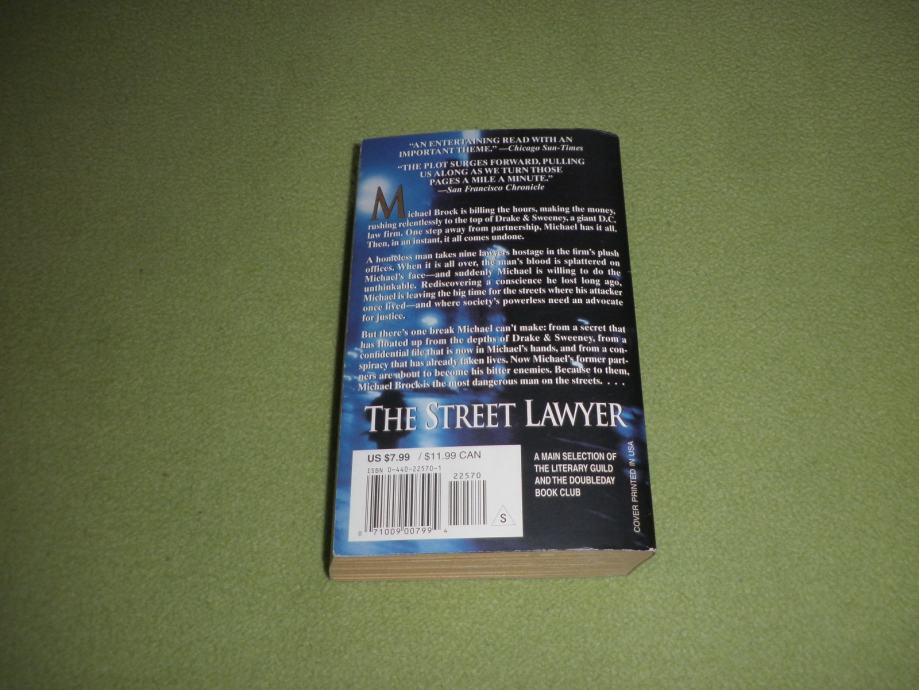 “AN ENTERTAINING READ WITH AN
IMPORTANT THEME.” —Chicago Sun-Times
“THE PLOT SURGES FORWARD, PULLING
US ALONG AS WE TURN THOSE
PAGES A MILE A MINUTE.”
—San Francisco Chronicle
Michael Brock is billing the hours, making the money,
rushing relentlessly to the top of Drake & Sweeney, a giant D.C.
law firm. One step away from partnership, Michael has it all.
Then, in an instant, it all comes undone.
A homeless man takes nine lawyers hostage in the firm's plush
offices. When it is all over, the man's blood is splattered on
Michael's face—and suddenly Michael is willing to do the
unthinkable. Rediscovering a conscience he lost long ago,
Michael is leaving the big time for the streets where his attacker
once lived—and where society's powerless need an advocate
for justice.
But there's one break Michael can't make: from a secret that
has floated up from the depths of Drake & Sweeney, from a
confidential file that is now in Michael's hands, and from a con-
spiracy that has already taken lives. Now Michael's former part-
ners are about to become his bitter enemies. Because to them,
Michael Brock is the most dangerous man on the streets. . . .
THE STREET LAWYER
US $7.99 / $11.99 CAN
ISBN 0-440-22570-1
22570
0 71009 00799 4
S
A MAIN SELECTION OF
THE LITERARY GUILD
AND THE DOUBLEDAY
BOOK CLUB
COVER PRINTED IN USA